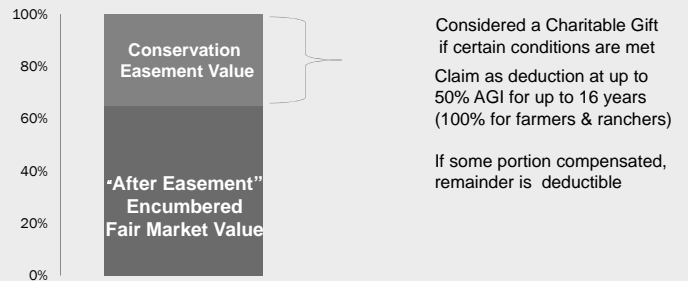 100%
80%
60%
40%
20%
0%
Conservation
Easement Value
“After Easement”
Encumbered
Fair Market Value
Considered a Charitable Gift
if certain conditions are met
Claim as deduction at up to
50% AGI for up to 16 years
(100% for farmers & ranchers)
If some portion compensated,
remainder is deductible